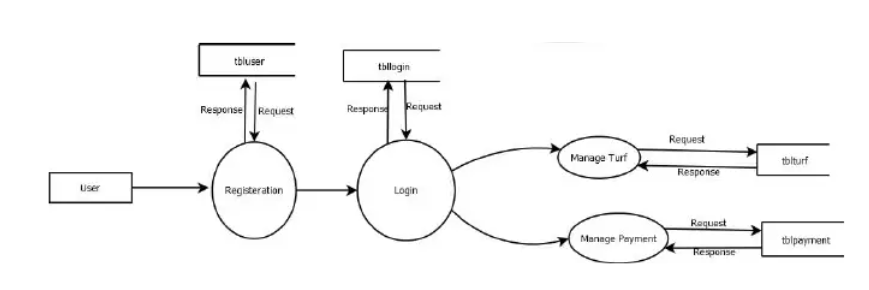 tbluser
tbllogin
Response
Request
Response
Request
Request
Manage Turf
tblturf
Response
User
Registeration
Login
Request
Manage Payment
tblpayment
Response